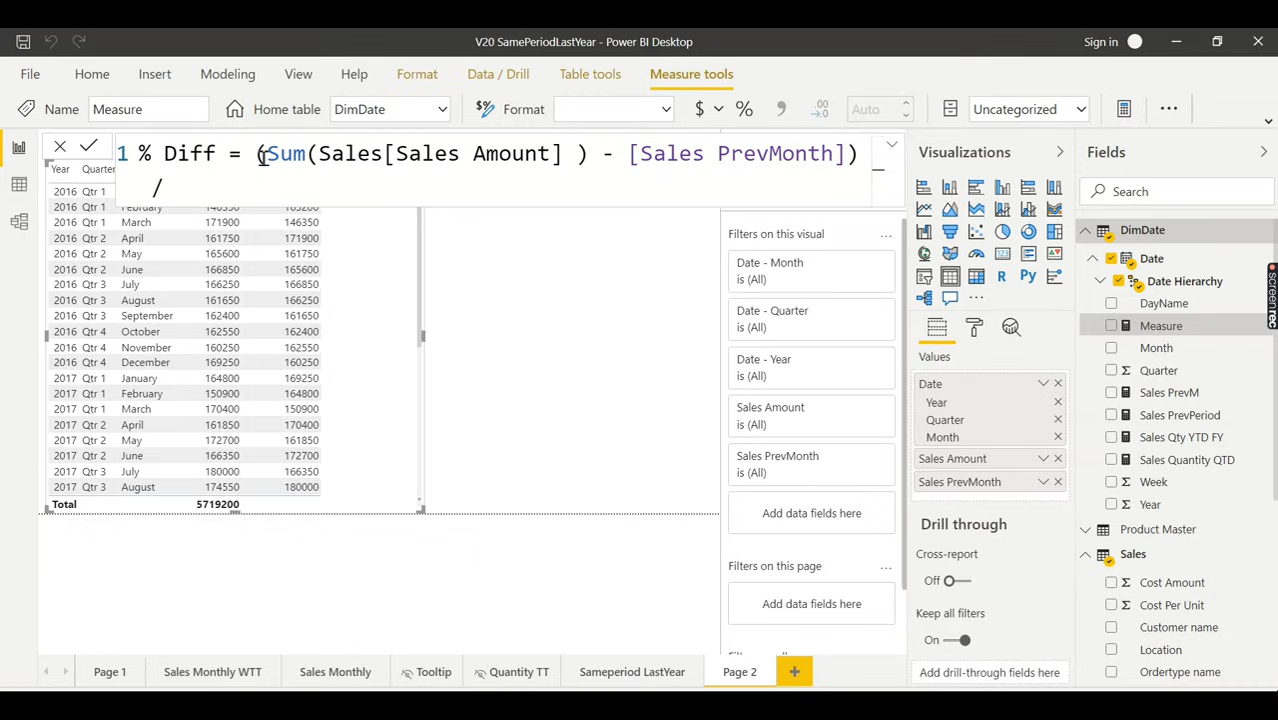 V20 SamePeriodLastYear - Power BI Desktop
Sign in
File Home Insert Modeling View Help Format Data / Drill Table tools Measure tools
Name Measure Home table DimDate Format $ % , .00 Auto Uncategorized
1 % Diff = (Sum(Sales[Sales Amount] ) - [Sales PrevMonth])
/
Year Quarter
2016 Qtr 1
2016 Qtr 1 February 146350 163200
2016 Qtr 1 March 171900 146350
2016 Qtr 2 April 161750 171900
2016 Qtr 2 May 165600 161750
2016 Qtr 2 June 166850 165600
2016 Qtr 3 July 166250 166850
2016 Qtr 3 August 161650 166250
2016 Qtr 3 September 162400 161650
2016 Qtr 4 October 162550 162400
2016 Qtr 4 November 160250 162550
2016 Qtr 4 December 169250 160250
2017 Qtr 1 January 164800 169250
2017 Qtr 1 February 150900 164800
2017 Qtr 1 March 170400 150900
2017 Qtr 2 April 161850 170400
2017 Qtr 2 May 172700 161850
2017 Qtr 2 June 166350 172700
2017 Qtr 3 July 180000 166350
2017 Qtr 3 August 174550 180000
Total 5719200
Filters on this visual
Date - Month
is (All)
Date - Quarter
is (All)
Date - Year
is (All)
Sales Amount
is (All)
Sales PrevMonth
is (All)
Add data fields here
Filters on this page
Add data fields here
Visualizations
R Py
Values
Date
Year
Quarter
Month
Sales Amount
Sales PrevMonth
Drill through
Cross-report
Off
Keep all filters
On
Add drill-through fields here
Fields
Search
DimDate
Date
Date Hierarchy
DayName
Measure
Month
Quarter
Sales PrevM
Sales PrevPeriod
Sales Qty YTD FY
Sales Quantity QTD
Week
Year
Product Master
Sales
Cost Amount
Cost Per Unit
Customer name
Location
Ordertype name
screenrec
Page 1 Sales Monthly WTT Sales Monthly Tooltip Quantity TT Sameperiod LastYear Page 2